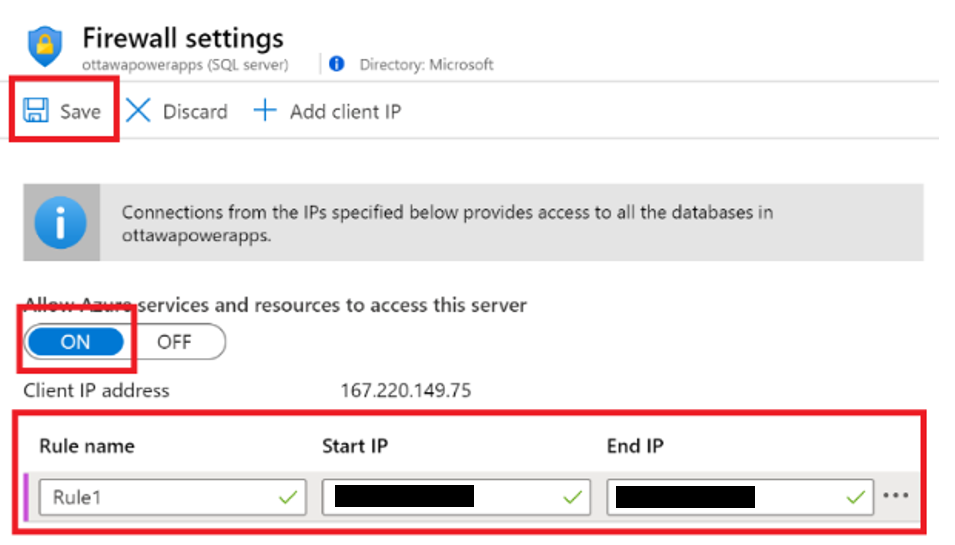 Firewall settings
ottawapowerapps (SQL server)
Directory: Microsoft
Save
Discard
Add client IP
Connections from the IPs specified below provides access to all the databases in
ottawapowerapps.
Allow Azure services and resources to access this server
ON
OFF
Client IP address
167.220.149.75
Rule name
Start IP
End IP
Rule1